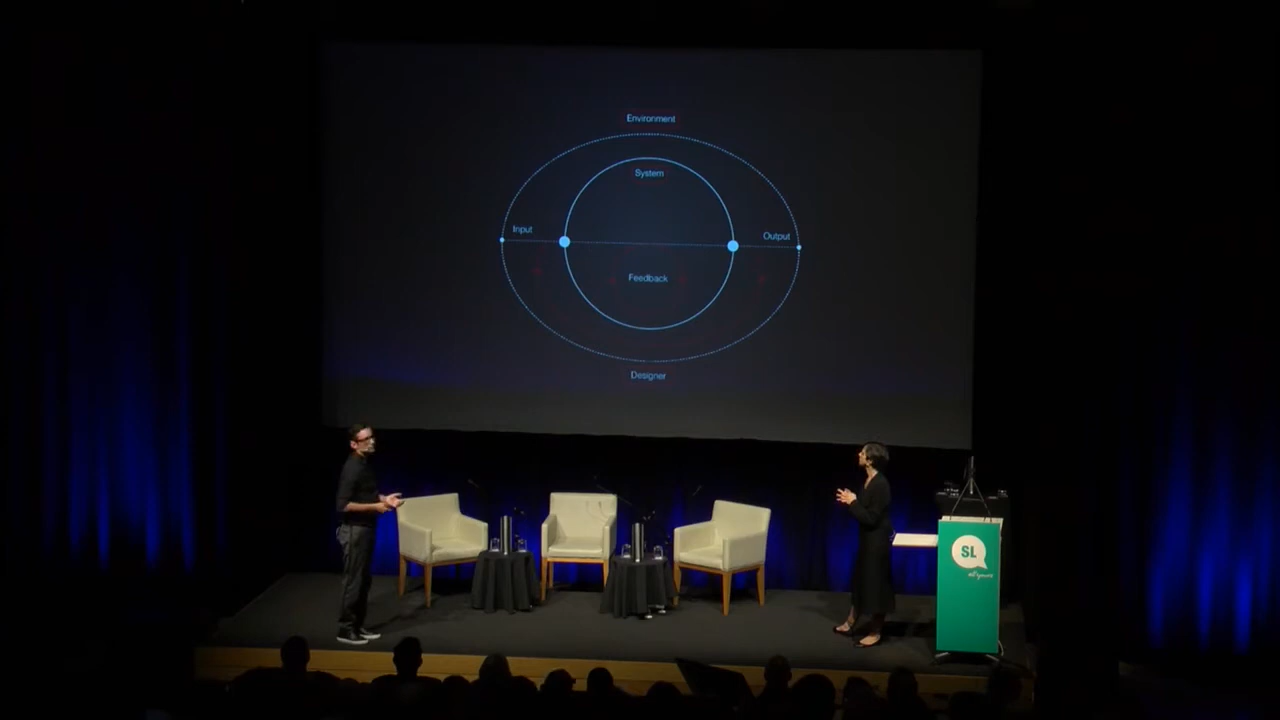 Environment
System
Input
Output
Feedback
Designer
SL